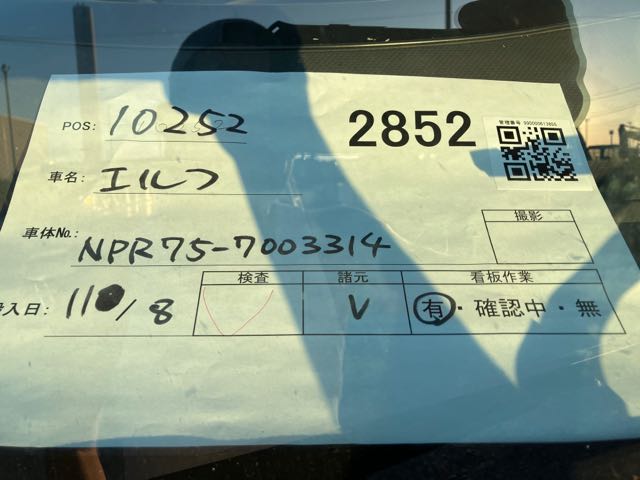 POS: 10252
2852
車名: エルフ
車体No.: NPR75-7003314
撮影
入日: 11/8
検査 諸元 看板作業
V 有・確認中・無